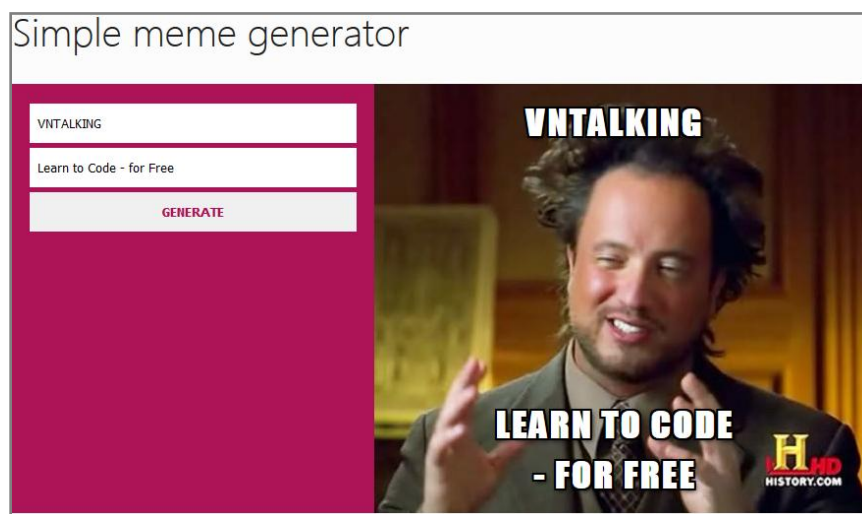 Simple meme generator
VNTALKING
Learn to Code - for Free
GENERATE
VNTALKING
LEARN TO CODE
- FOR FREE
H HD
HISTORY.COM